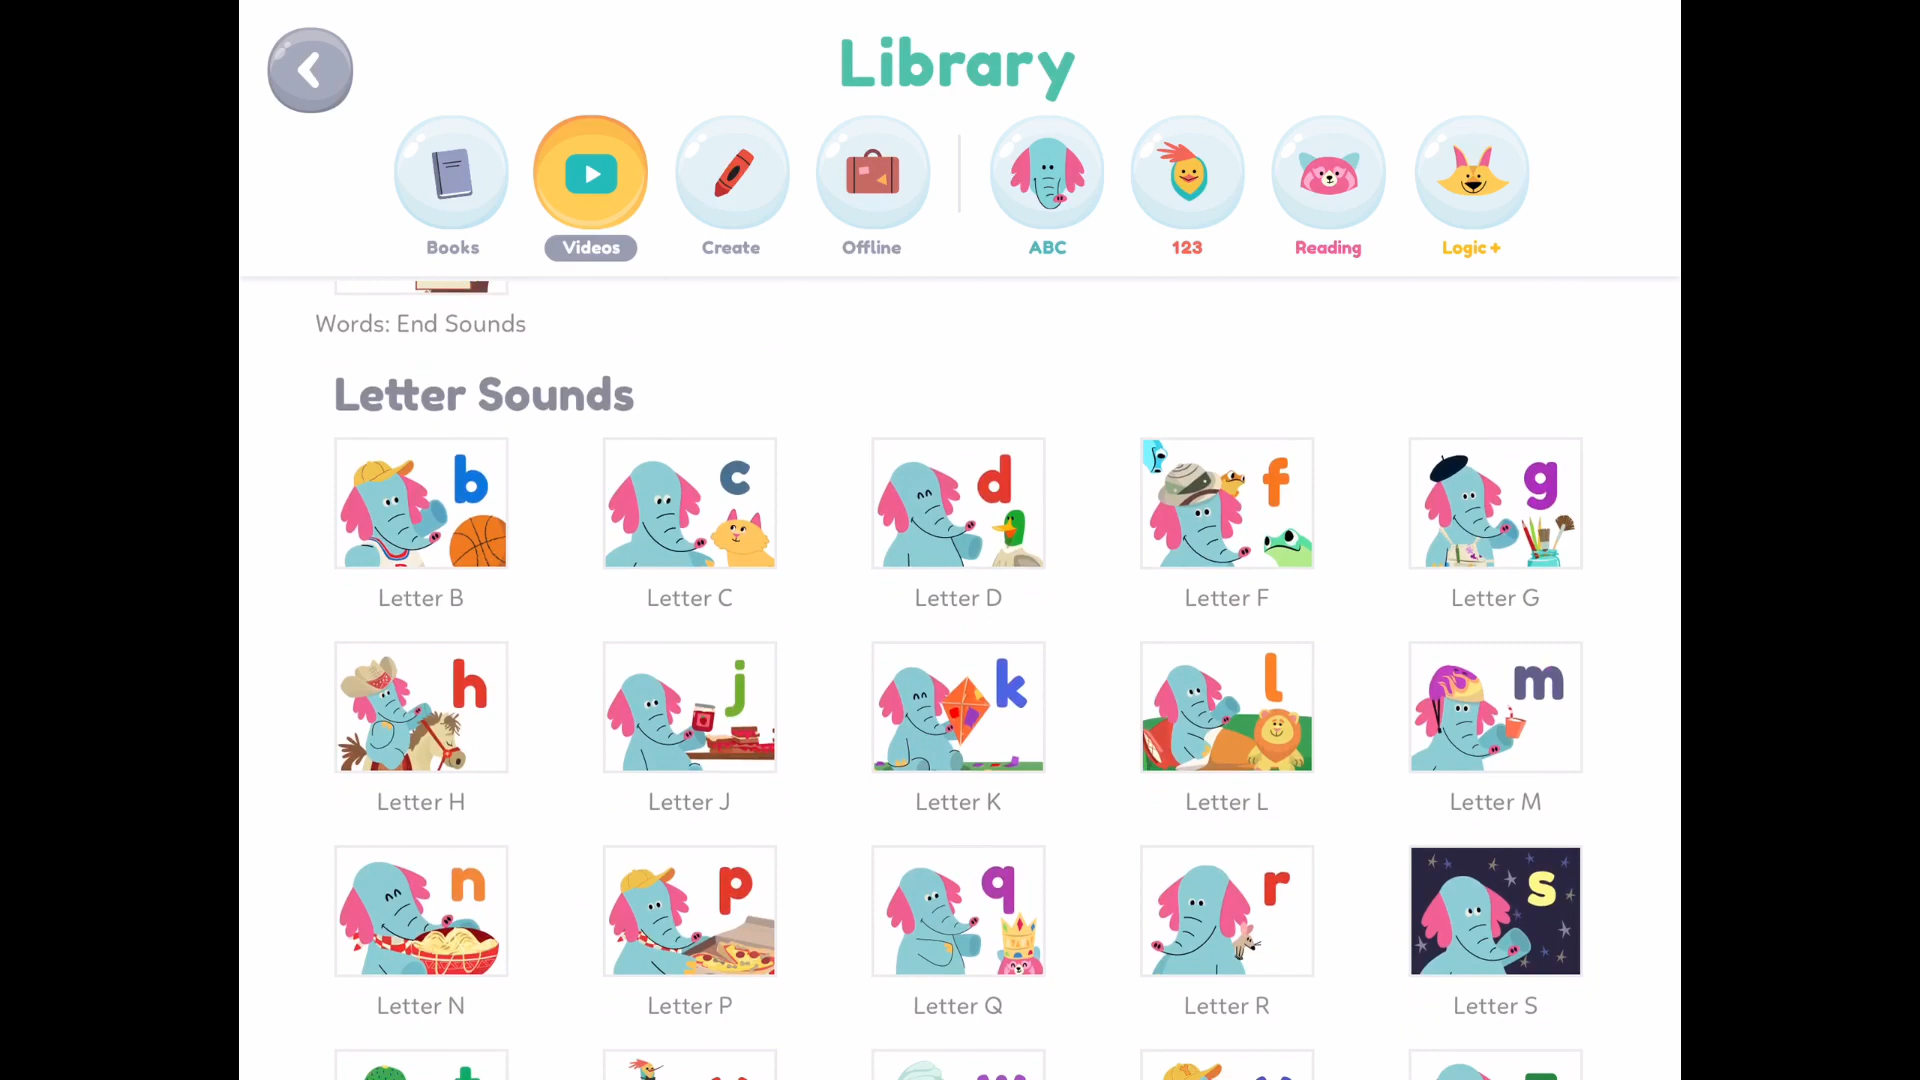 Library
Books
Videos
Create
Offline
ABC
123
Reading
Logic +
Words: End Sounds
Letter Sounds
b
c
d
f
g
Letter B
Letter C
Letter D
Letter F
Letter G
h
j
k
l
m
Letter H
Letter J
Letter K
Letter L
Letter M
n
p
q
r
s
Letter N
Letter P
Letter Q
Letter R
Letter S